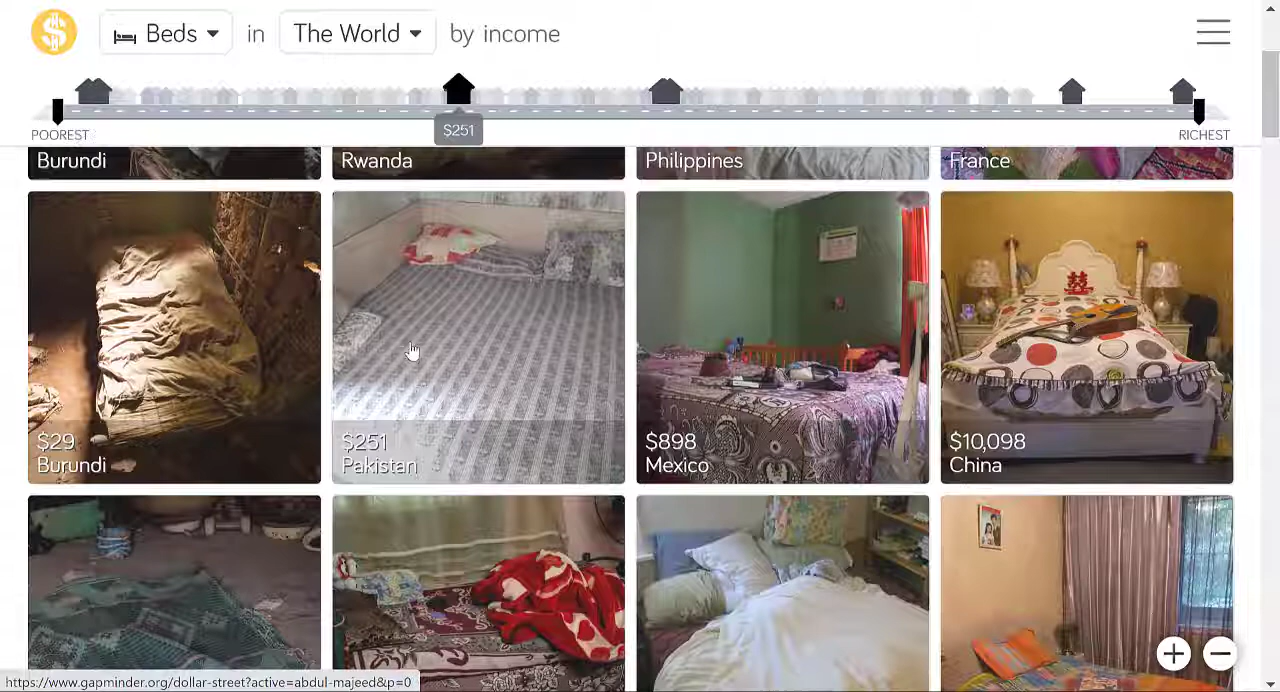 Beds in The World by income
$251
POOREST
RICHEST
Burundi
Rwanda
Philippines
France
$29
Burundi
$251
Pakistan
$898
Mexico
$10,098
China
https://www.gapminder.org/dollar-street?active=abdul-majeed&p=0